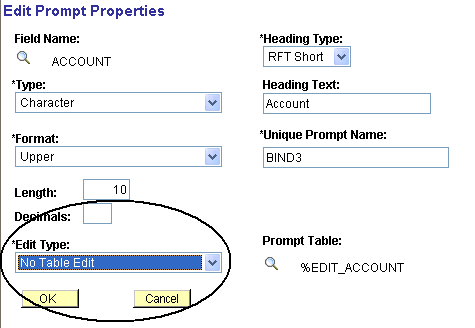 Edit Prompt Properties
Field Name:
ACCOUNT
*Heading Type:
RFT Short
*Type:
Character
Heading Text:
Account
*Format:
Upper
*Unique Prompt Name:
BIND3
Length:
10
Decimals:
*Edit Type:
No Table Edit
Prompt Table:
%EDIT_ACCOUNT
OK
Cancel